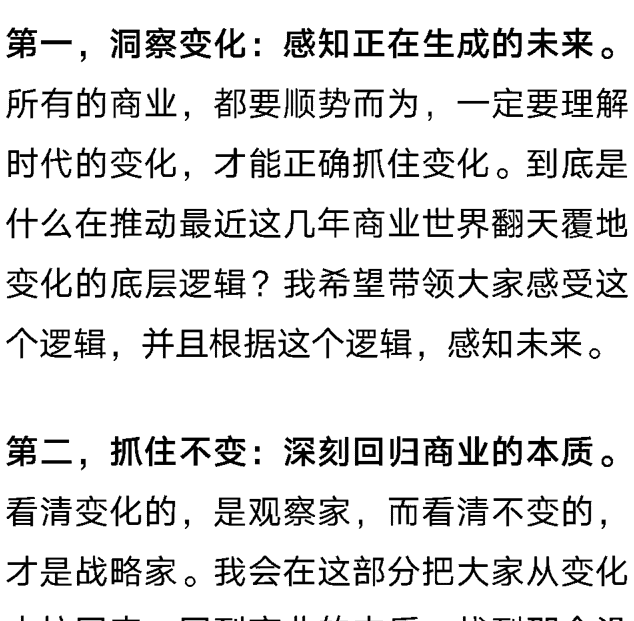 第一，洞察变化：感知正在生成的未来。
所有的商业，都要顺势而为，一定要理解
时代的变化，才能正确抓住变化。到底是
什么在推动最近这几年商业世界翻天覆地
变化的底层逻辑？我希望带领大家感受这
个逻辑，并且根据这个逻辑，感知未来。
第二，抓住不变：深刻回归商业的本质。
看清变化的，是观察家，而看清不变的，
才是战略家。我会在这部分把大家从变化